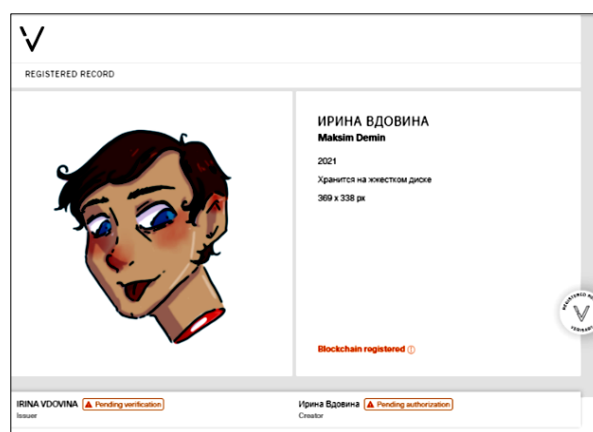 REGISTERED RECORD
ИРИНА ВДОВИНА
Maksim Demin
2021
Хранится на жжестком диске
369 x 338 px
Blockchain registered
IRINA VDOVINA Pending verification
Issuer
Ирина Вдовина Pending authorization
Creator